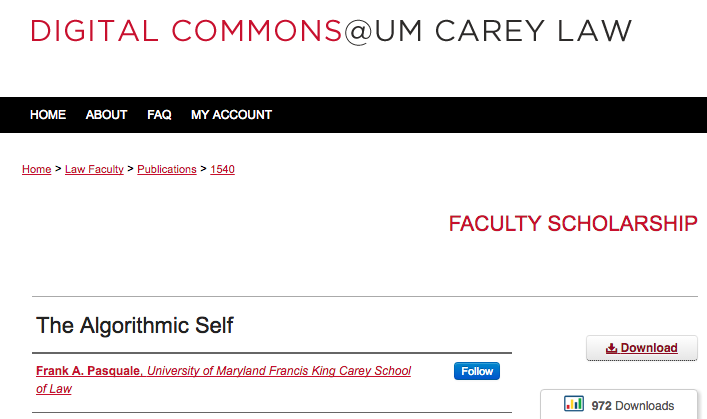 DIGITAL COMMONS@UM CAREY LAW
HOME ABOUT FAQ MY ACCOUNT
Home > Law Faculty > Publications > 1540
FACULTY SCHOLARSHIP
The Algorithmic Self
Download
Frank A. Pasquale, University of Maryland Francis King Carey School
of Law
Follow
972 Downloads